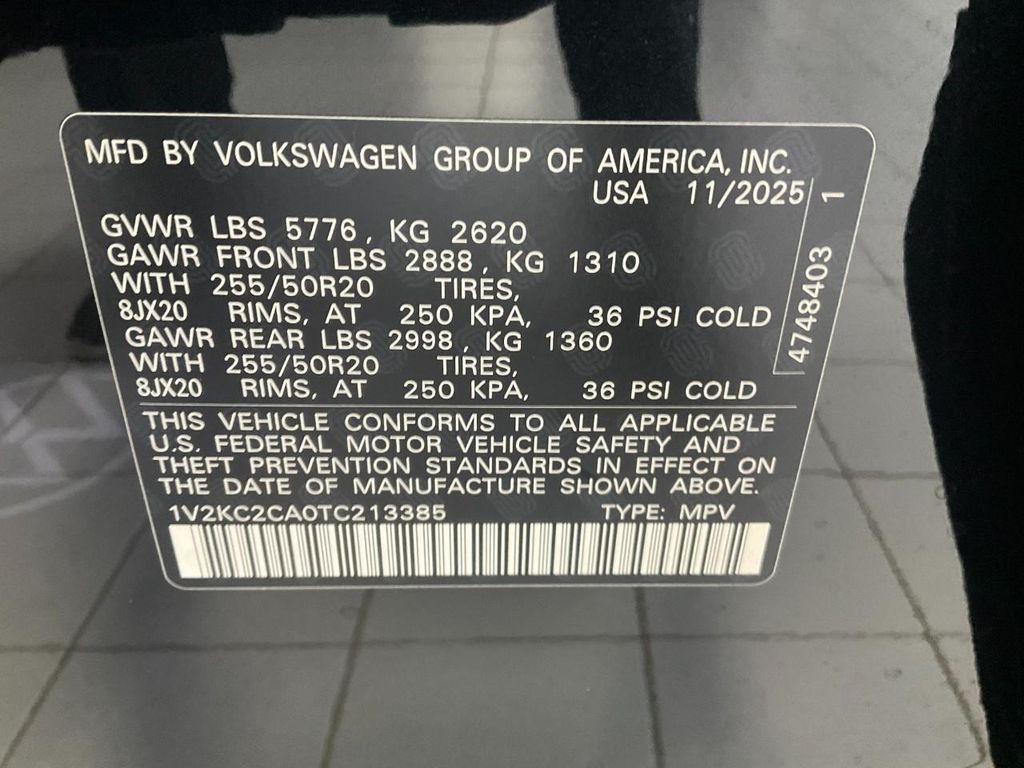 MFD BY VOLKSWAGEN GROUP OF AMERICA, INC.
USA 11/2025
GVWR LBS 5776, KG 2620
GAWR FRONT LBS 2888, KG 1310
WITH 255/50R20 TIRES,
8JX20 RIMS, AT 250 KPA, 36 PSI COLD
GAWR REAR LBS 2998, KG 1360
WITH 255/50R20 TIRES,
8JX20 RIMS, AT 250 KPA, 36 PSI COLD
4748403 1
THIS VEHICLE CONFORMS TO ALL APPLICABLE
U.S. FEDERAL MOTOR VEHICLE SAFETY AND
THEFT PREVENTION STANDARDS IN EFFECT ON
THE DATE OF MANUFACTURE SHOWN ABOVE.
1V2KC2CA0TC213385 TYPE: MPV